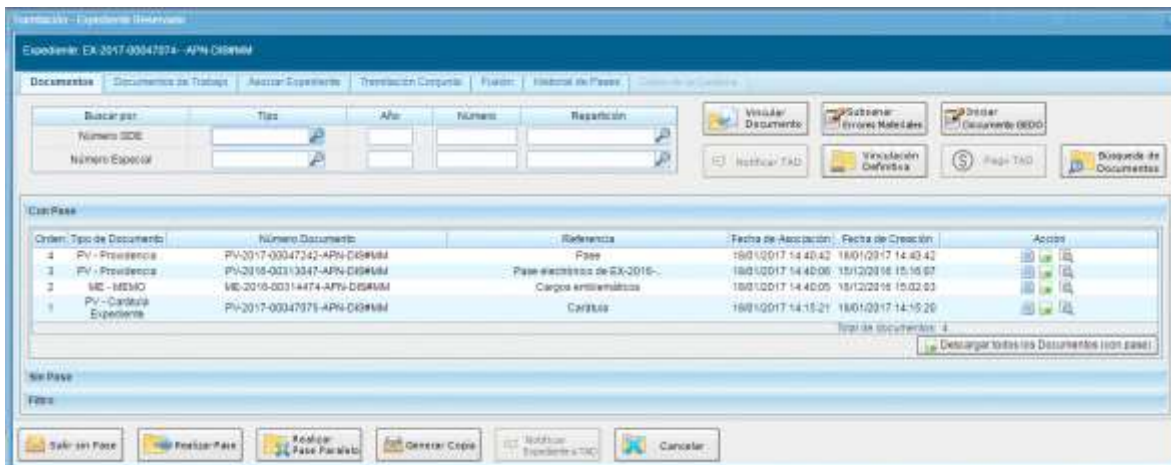 Tramitación - Expediente Reservado
Expediente: EX-2017-00047074- -APN-DIS#MM
Documentos
Documentos de Trabajo
Asociar Expediente
Tramitación Conjunta
Fusión
Historial de Pases
Buscar por
Tipo
Año
Número
Repartición
Número SADE
Número Especial
Vincular Documento
Subsanar Errores Materiales
Iniciar Documento GEDO
Notificar TAD
Vinculación Definitiva
Pago TAD
Búsqueda de Documentos
Con Pase
Orden Tipo de Documento Número Documento Referencia Fecha de Asociación Fecha de Creación Acción
4 PV - Providencia PV-2017-00047242-APN-DIS#MM Pase 18/01/2017 14:40:42 18/01/2017 14:40:42
3 PV - Providencia PV-2016-00313047-APN-DIS#MM Pase electrónico de EX-2016-.. 18/01/2017 14:40:06 15/12/2016 15:16:07
2 ME - MEMO ME-2016-00314474-APN-DIS#MM Cargos emblemáticos 18/01/2017 14:40:05 15/12/2016 15:02:03
1 PV - Carátula Expediente PV-2017-00047075-APN-DIS#MM Carátula 18/01/2017 14:15:21 18/01/2017 14:15:20
Total de documentos: 4
Descargar todos los Documentos (con pase)
Sin Pase
Filtro
Salir sin Pase
Realizar Pase
Realizar Pase Paralelo
Generar Copia
Notificar Expediente a TAD
Cancelar